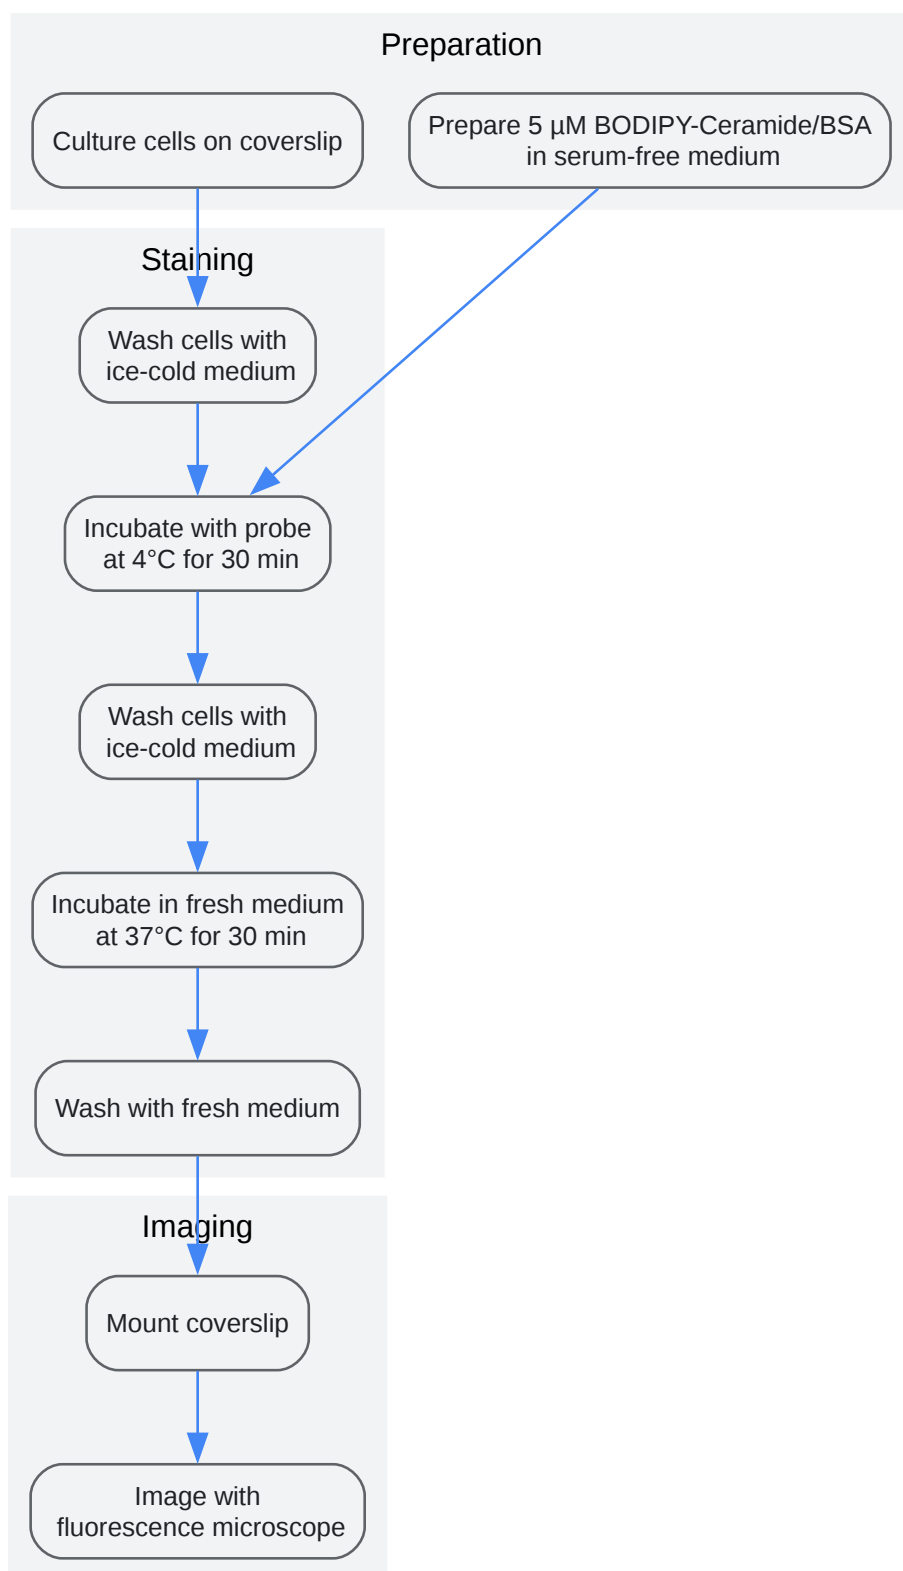 Preparation
Culture cells on coverslip
Prepare 5 µM BODIPY-Ceramide/BSA
in serum-free medium
Staining
Wash cells with
ice-cold medium
Incubate with probe
at 4°C for 30 min
Wash cells with
ice-cold medium
Incubate in fresh medium
at 37°C for 30 min
Wash with fresh medium
Imaging
Mount coverslip
Image with
fluorescence microscope